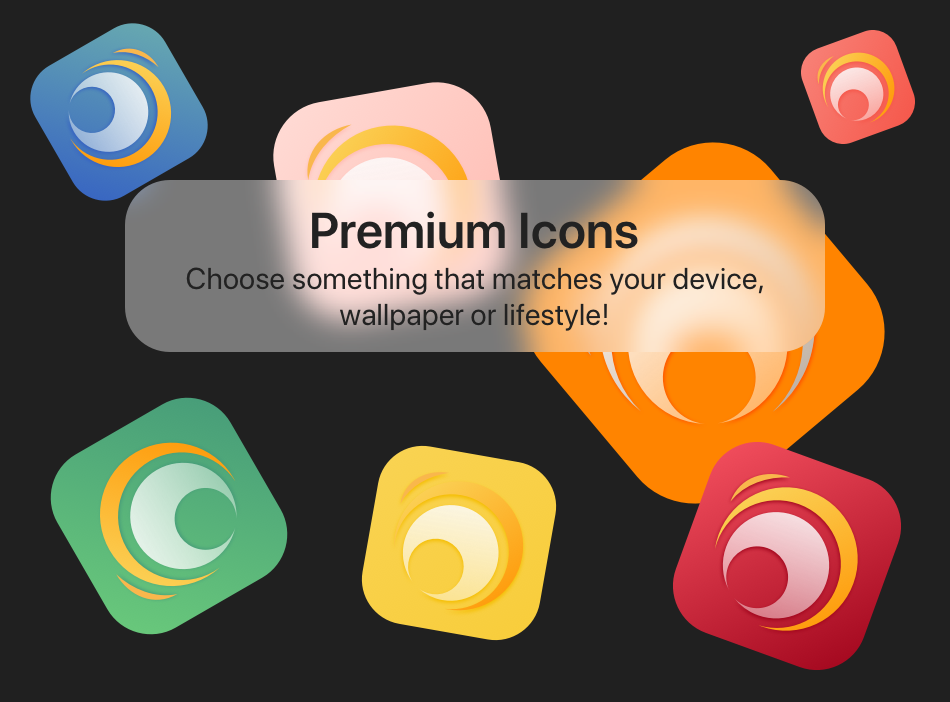 Premium Icons
Choose something that matches your device,
wallpaper or lifestyle!